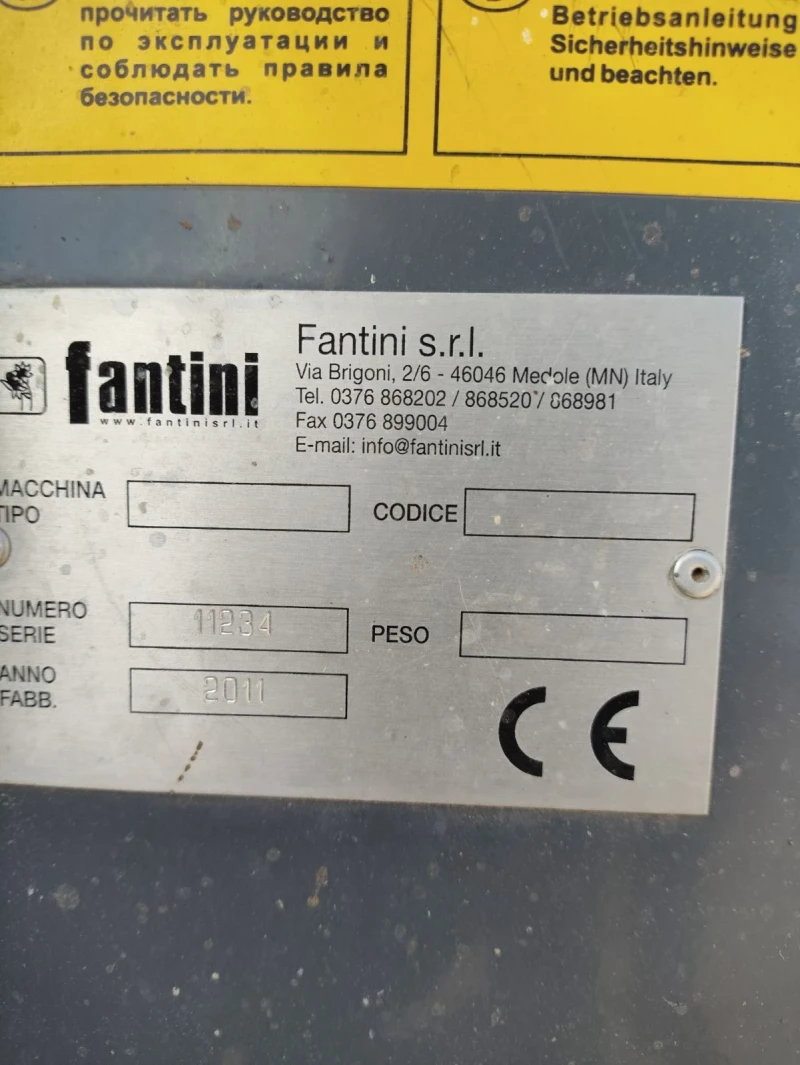 прочитать руководство
по эксплуатации и
соблюдать правила
безопасности.
Betriebsanleitung
Sicherheitshinweise
und beachten.
fantini
www.fantinisrl.it
Fantini s.r.l.
Via Brigoni, 2/6 - 46046 Medole (MN) Italy
Tel. 0376 868202 / 868520 / 868981
Fax 0376 899004
E-mail: info@fantinisrl.it
MACCHINA
TIPO
CODICE
NUMERO
SERIE
11234
PESO
ANNO
FABB.
2011
CE